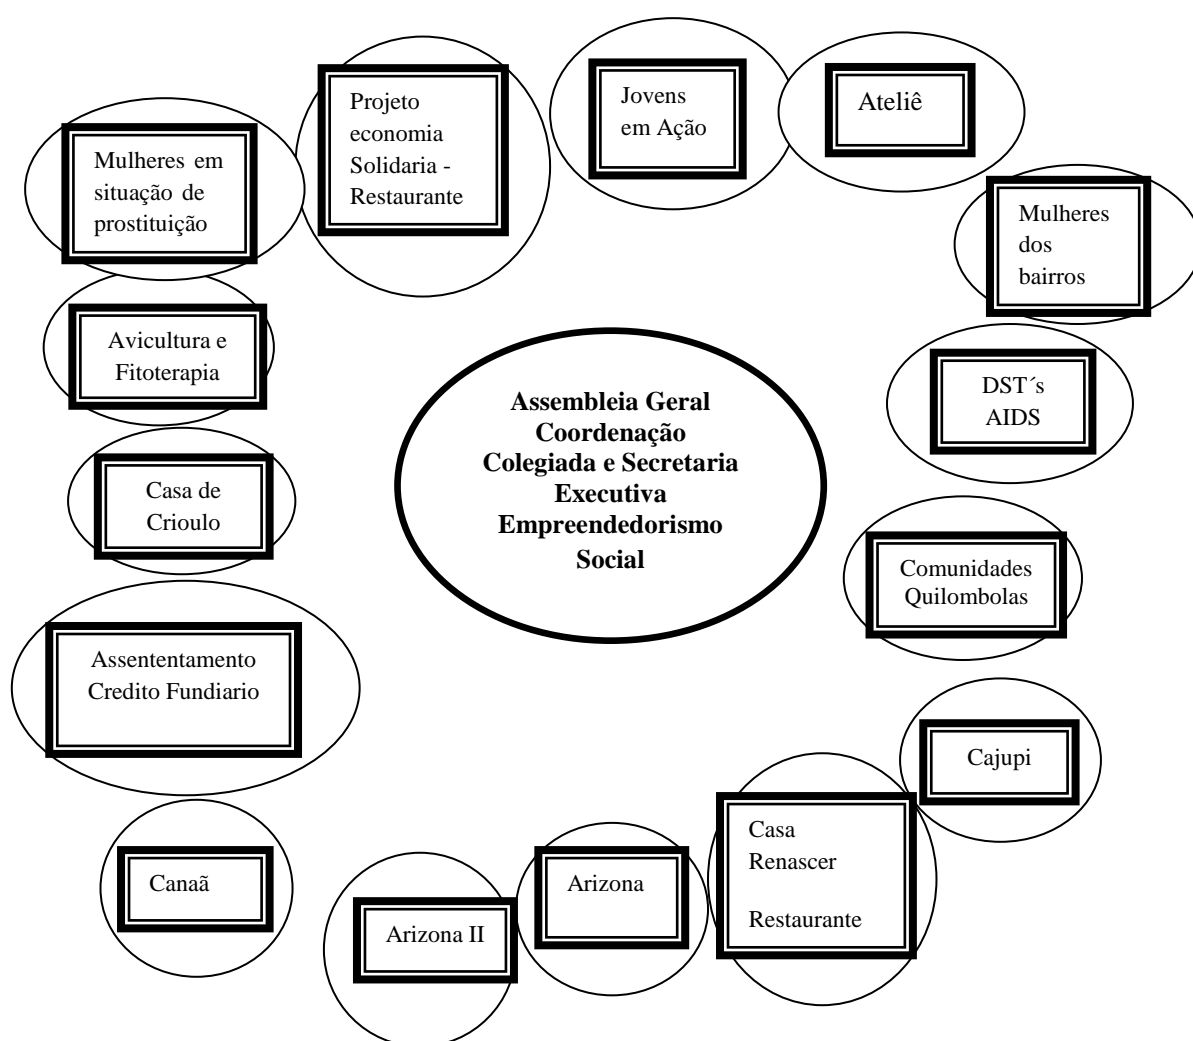 Projeto
economia
Solidaria -
Restaurante
Jovens
em Ação
Ateliê
Mulheres em
situação de
prostituição
Mulheres
dos
bairros
Avicultura e
Fitoterapia
DST´s
AIDS
Assembleia Geral
Coordenação
Colegiada e Secretaria
Executiva
Empreendedorismo
Social
Casa de
Crioulo
Comunidades
Quilombolas
Assententamento
Credito Fundiario
Cajupi
Casa
Renascer
Restaurante
Canaã
Arizona
Arizona II